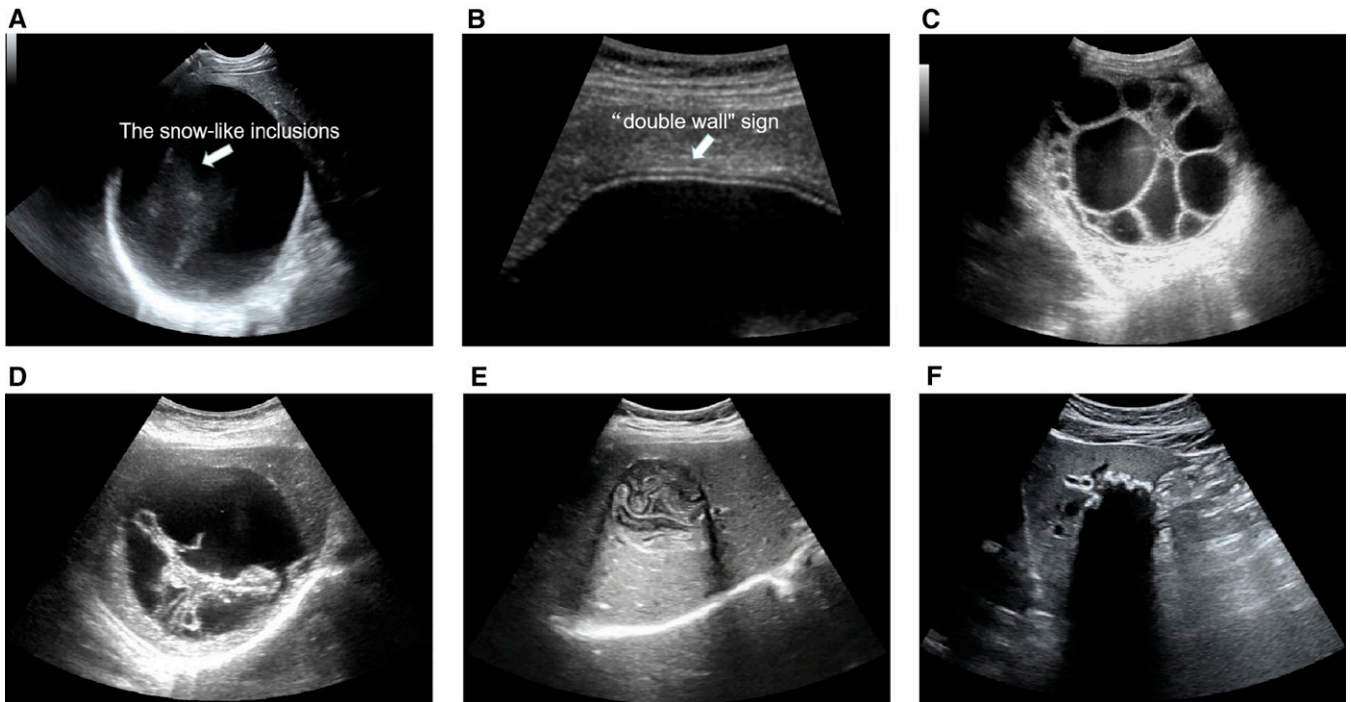 A
B
C
The snow-like inclusions
“double wall" sign
D
E
F